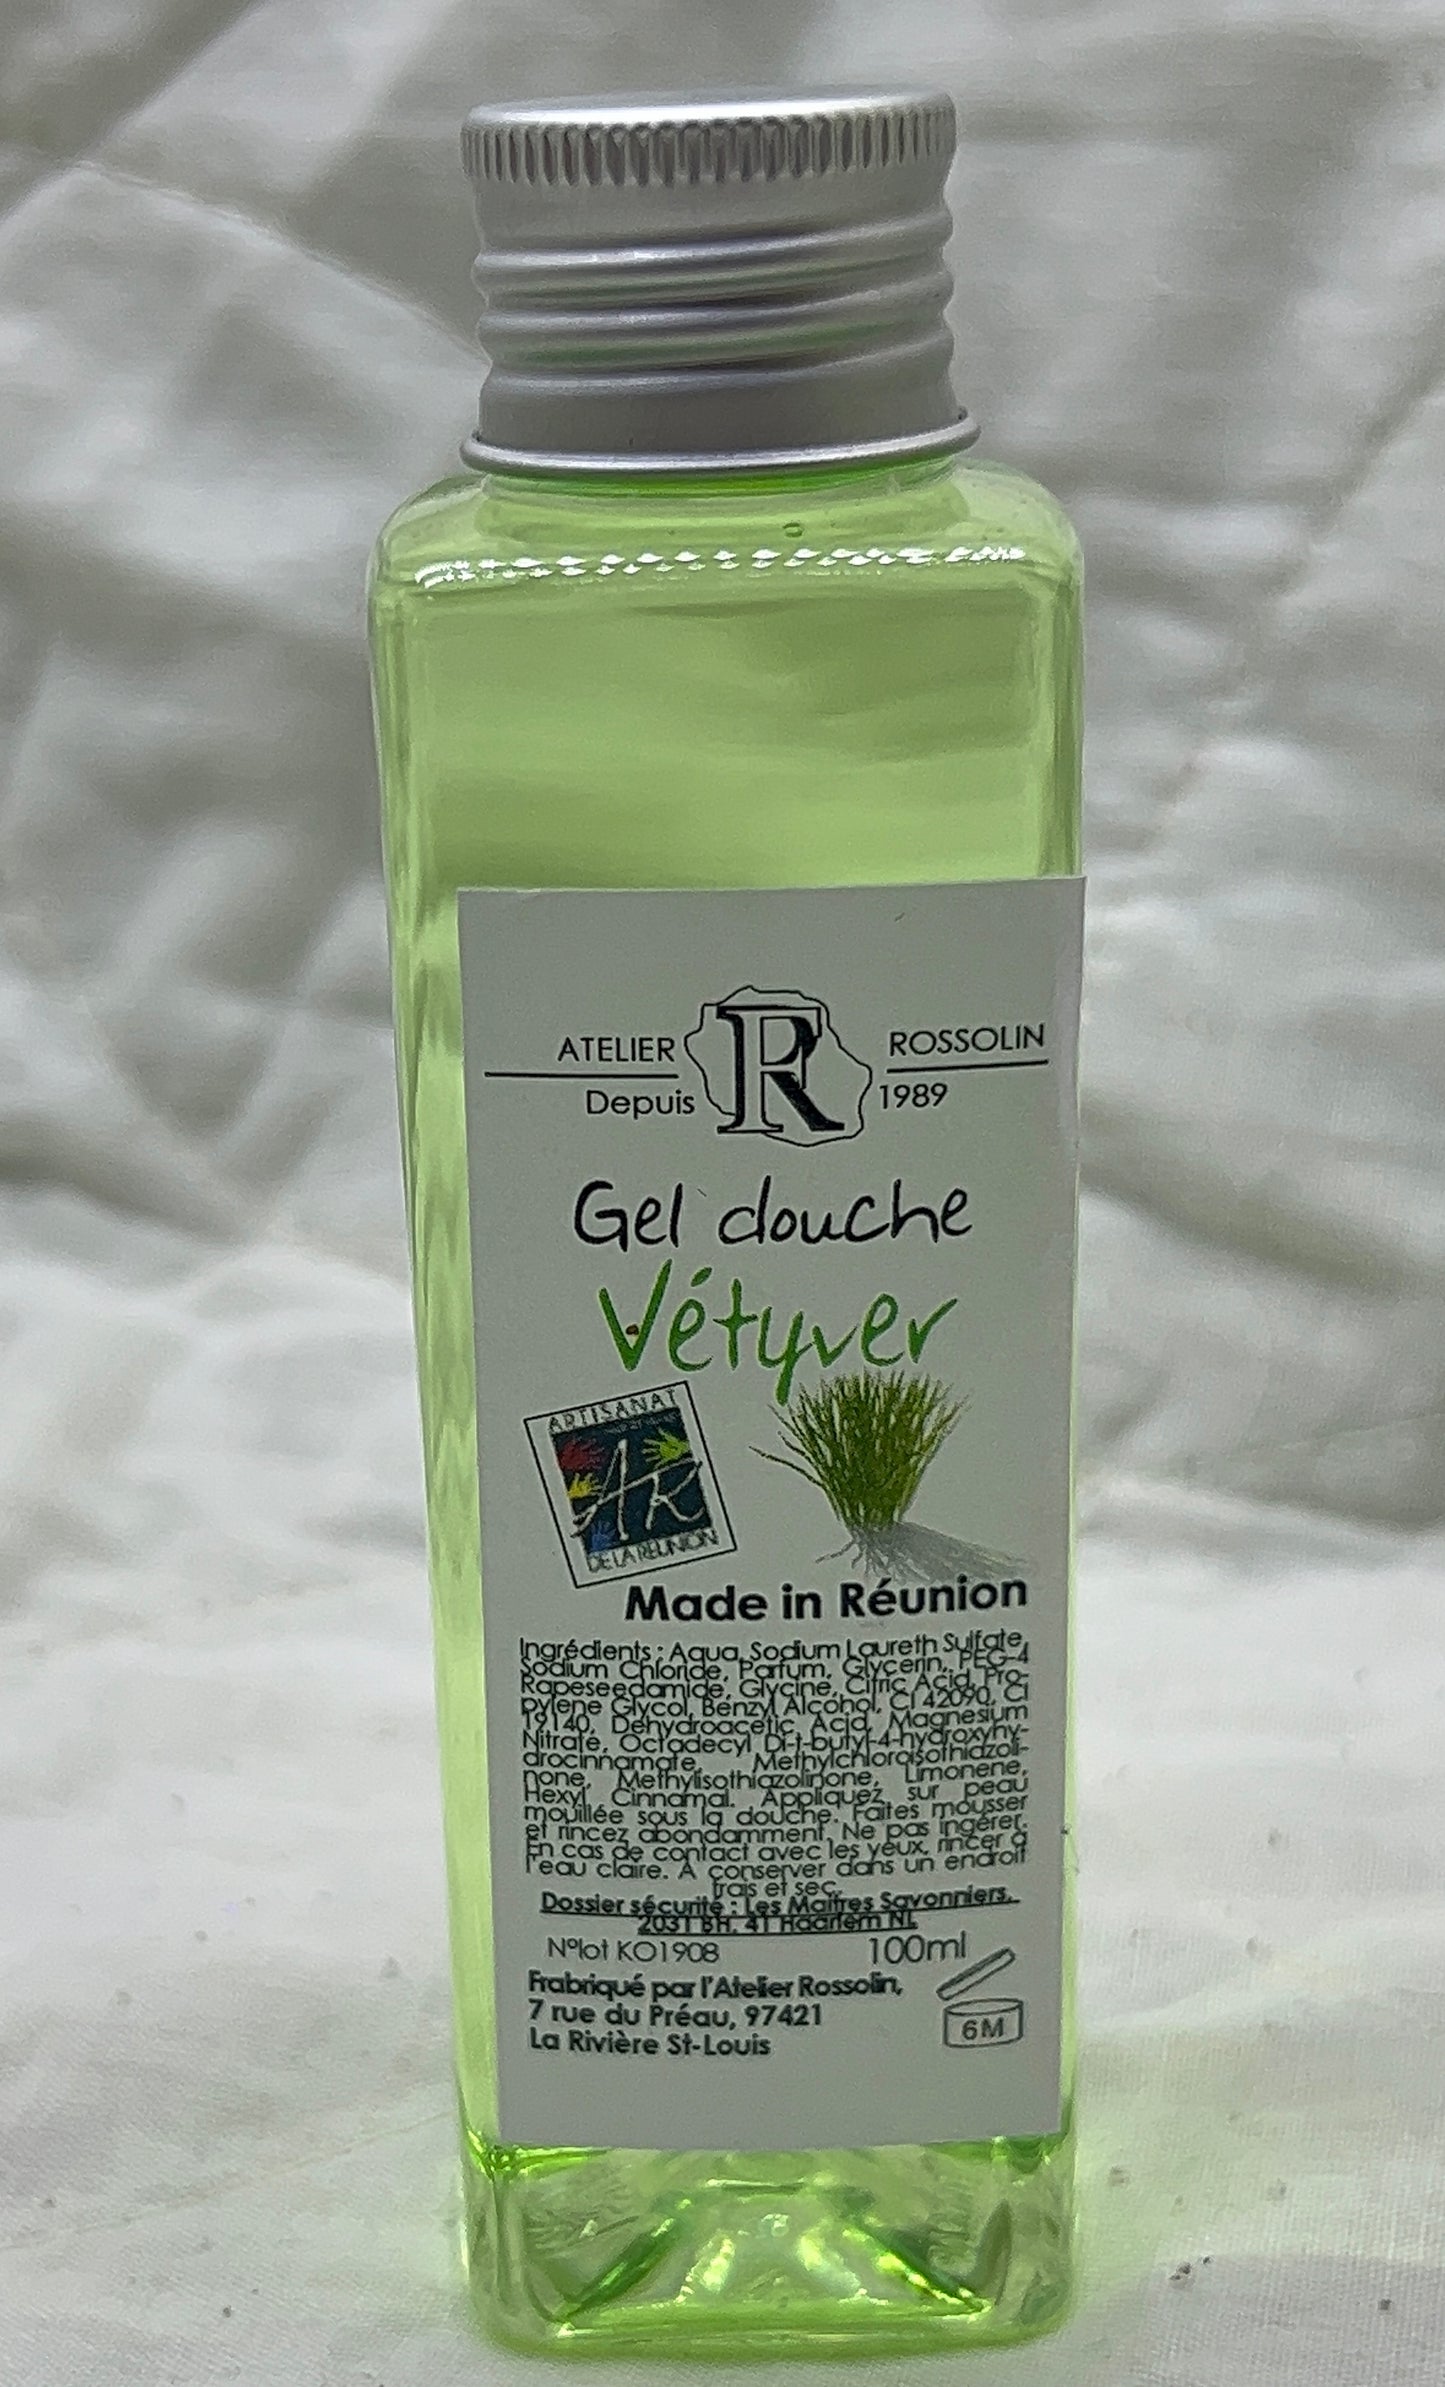 ATELIER R ROSSOLIN
Depuis 1989
Gel douche
Vétyver
ARTISANAT
AR
DE LA RÉUNION
Made in Réunion
Ingrédients : Aqua, Sodium Laureth Sulfate,
Sodium Chloride, Parfum, Glycerin, PEG-4
Rapeseedamide, Glycine, Citric Acid, Pro-
pylene Glycol, Benzyl Alcohol, CI 42090, CI
19140, Dehydroacetic Acid, Magnesium
Nitrate, Octadecyl Di-t-butyl-4-hydroxyhy-
drocinnamate, Methylchloroisothiazoli-
none, Methylisothiazolinone, Limonene,
Hexyl Cinnamal. Appliquez sur peau
mouillée sous la douche. Faites mousser
et rincez abondamment. Ne pas ingérer.
En cas de contact avec les yeux, rincer à
l'eau claire. A conserver dans un endroit
frais et sec.
Dossier sécurité : Les Maîtres Savonniers,
2031 BH, 41 Haarlem NL
N°lot KO1908 100ml
Frabriqué par l'Atelier Rossolin,
7 rue du Préau, 97421
La Rivière St-Louis
6M